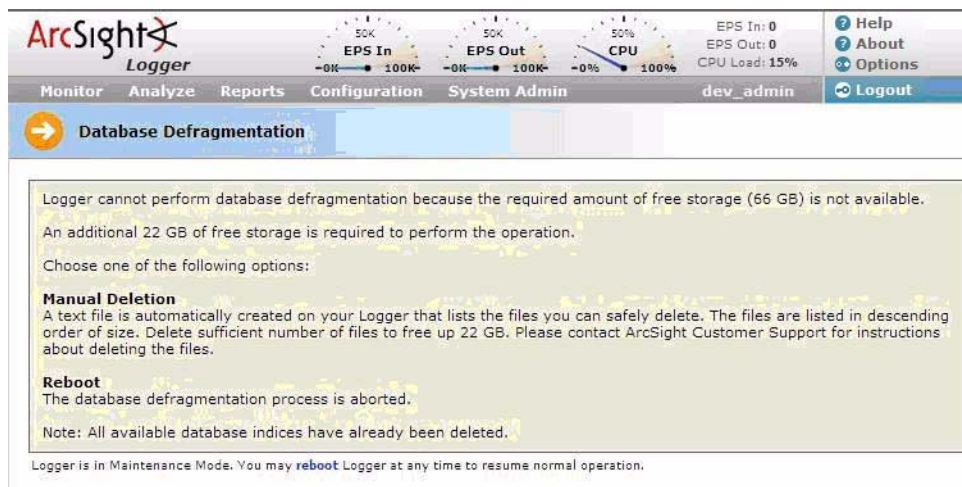 ArcSight
Logger
50K
EPS In
-0K 100K-
50K
EPS Out
-0K 100K-
50%
CPU
-0% 100%
EPS In: 0
EPS Out: 0
CPU Load: 15%
Help
About
Options
Monitor Analyze Reports Configuration System Admin dev_admin Logout
Database Defragmentation
Logger cannot perform database defragmentation because the required amount of free storage (66 GB) is not available.
An additional 22 GB of free storage is required to perform the operation.
Choose one of the following options:
Manual Deletion
A text file is automatically created on your Logger that lists the files you can safely delete. The files are listed in descending
order of size. Delete sufficient number of files to free up 22 GB. Please contact ArcSight Customer Support for instructions
about deleting the files.
Reboot
The database defragmentation process is aborted.
Note: All available database indices have already been deleted.
Logger is in Maintenance Mode. You may reboot Logger at any time to resume normal operation.